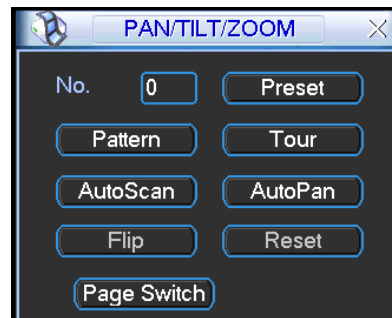 PAN/TILT/ZOOM
No. 0 Preset
Pattern Tour
AutoScan AutoPan
Flip Reset
Page Switch